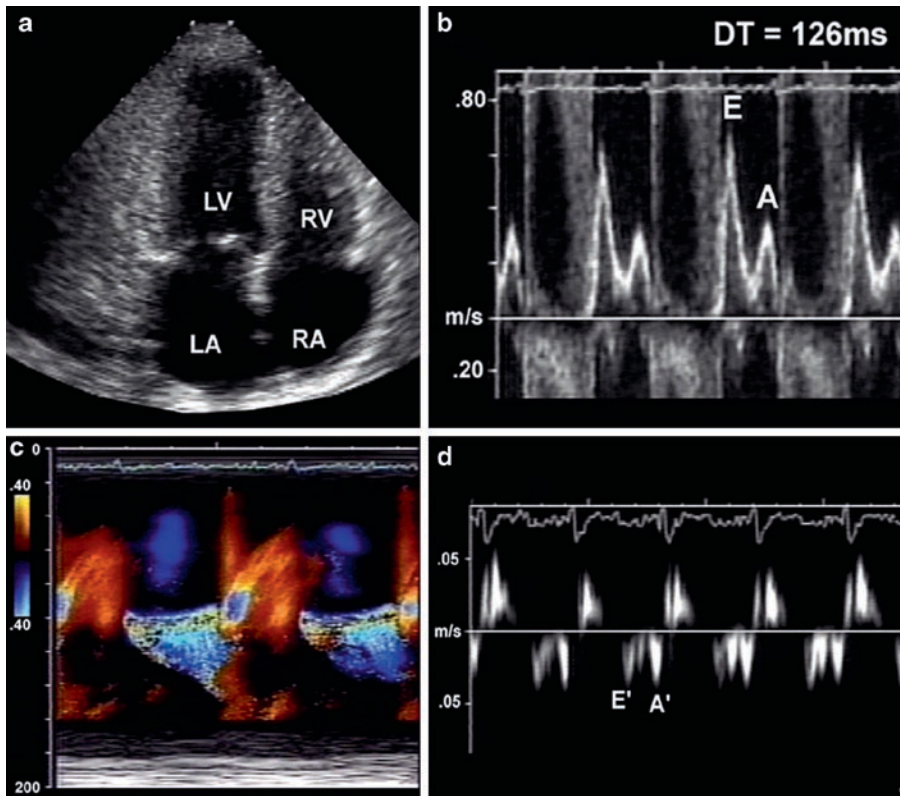 a
LV
RV
LA
RA
b
DT = 126ms
.80
E
A
m/s
.20
c
0
.40
.40
200
d
.05
m/s
.05
E'
A'